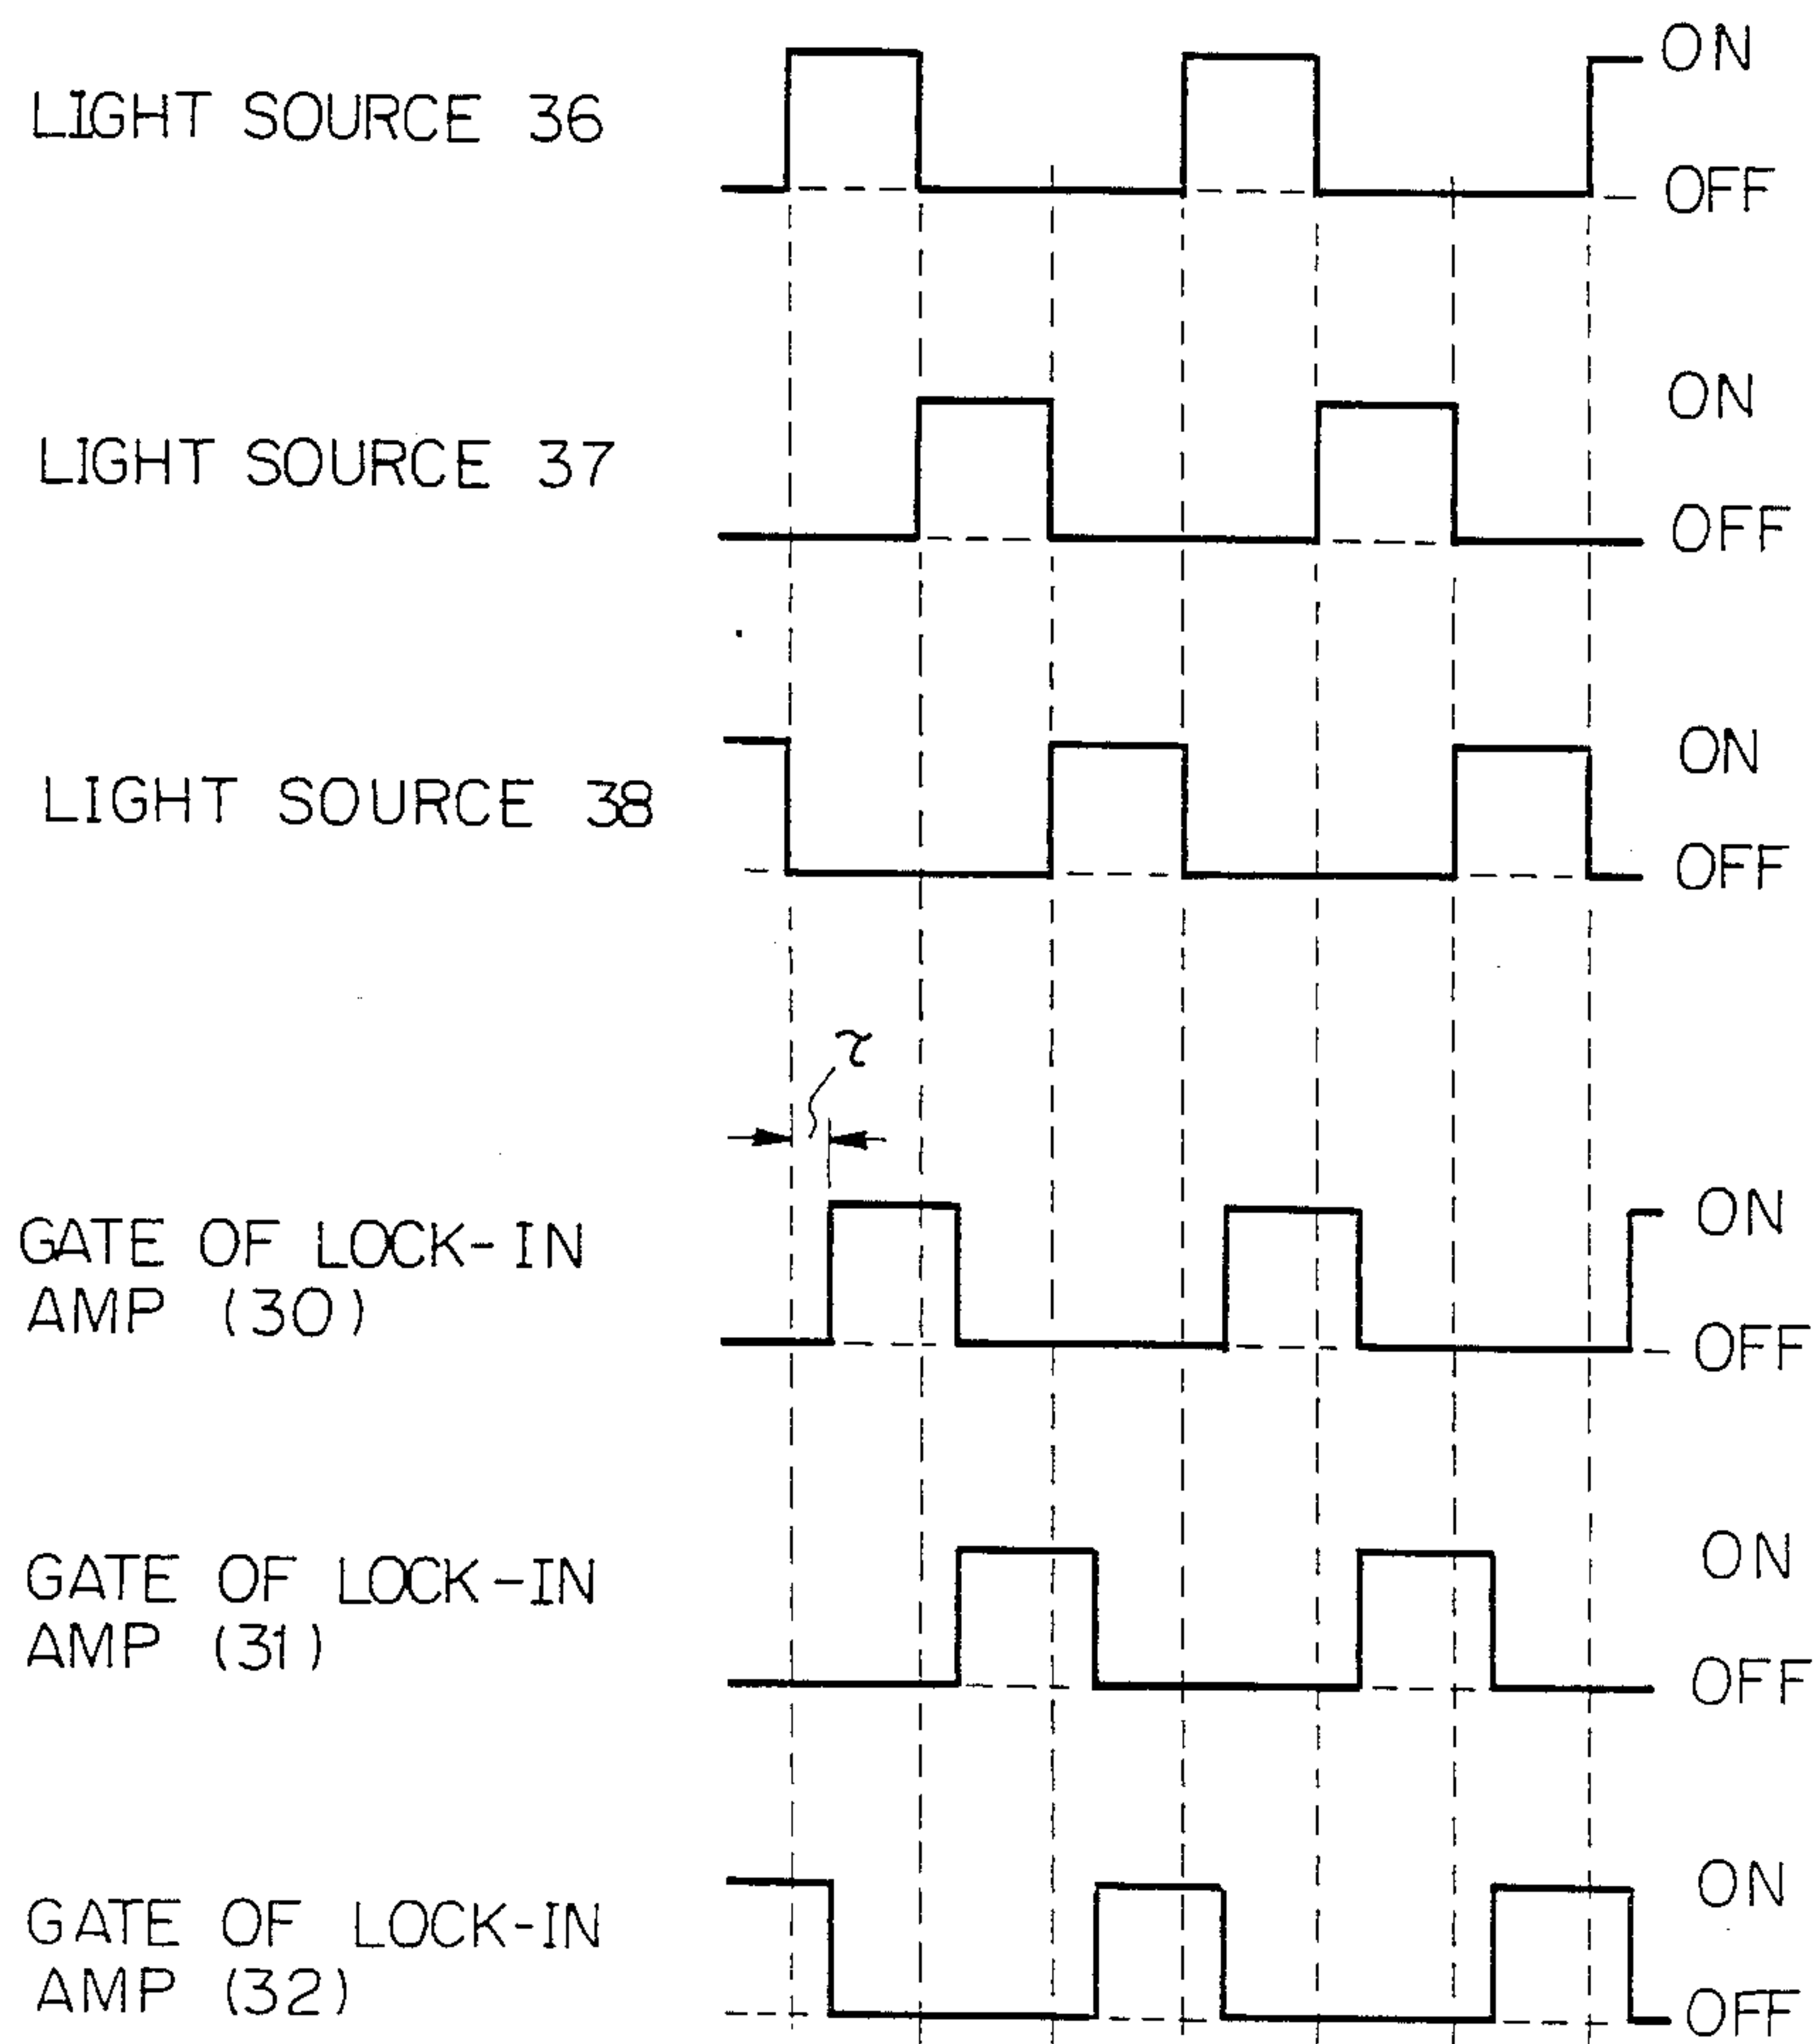 ON
LIGHT SOURCE 36
OFF
ON
LIGHT SOURCE 37
OFF
ON
LIGHT SOURCE 38
OFF
τ
ON
GATE OF LOCK-IN
AMP (30)
OFF
ON
GATE OF LOCK-IN
AMP (31)
OFF
ON
GATE OF LOCK-IN
AMP (32)
OFF